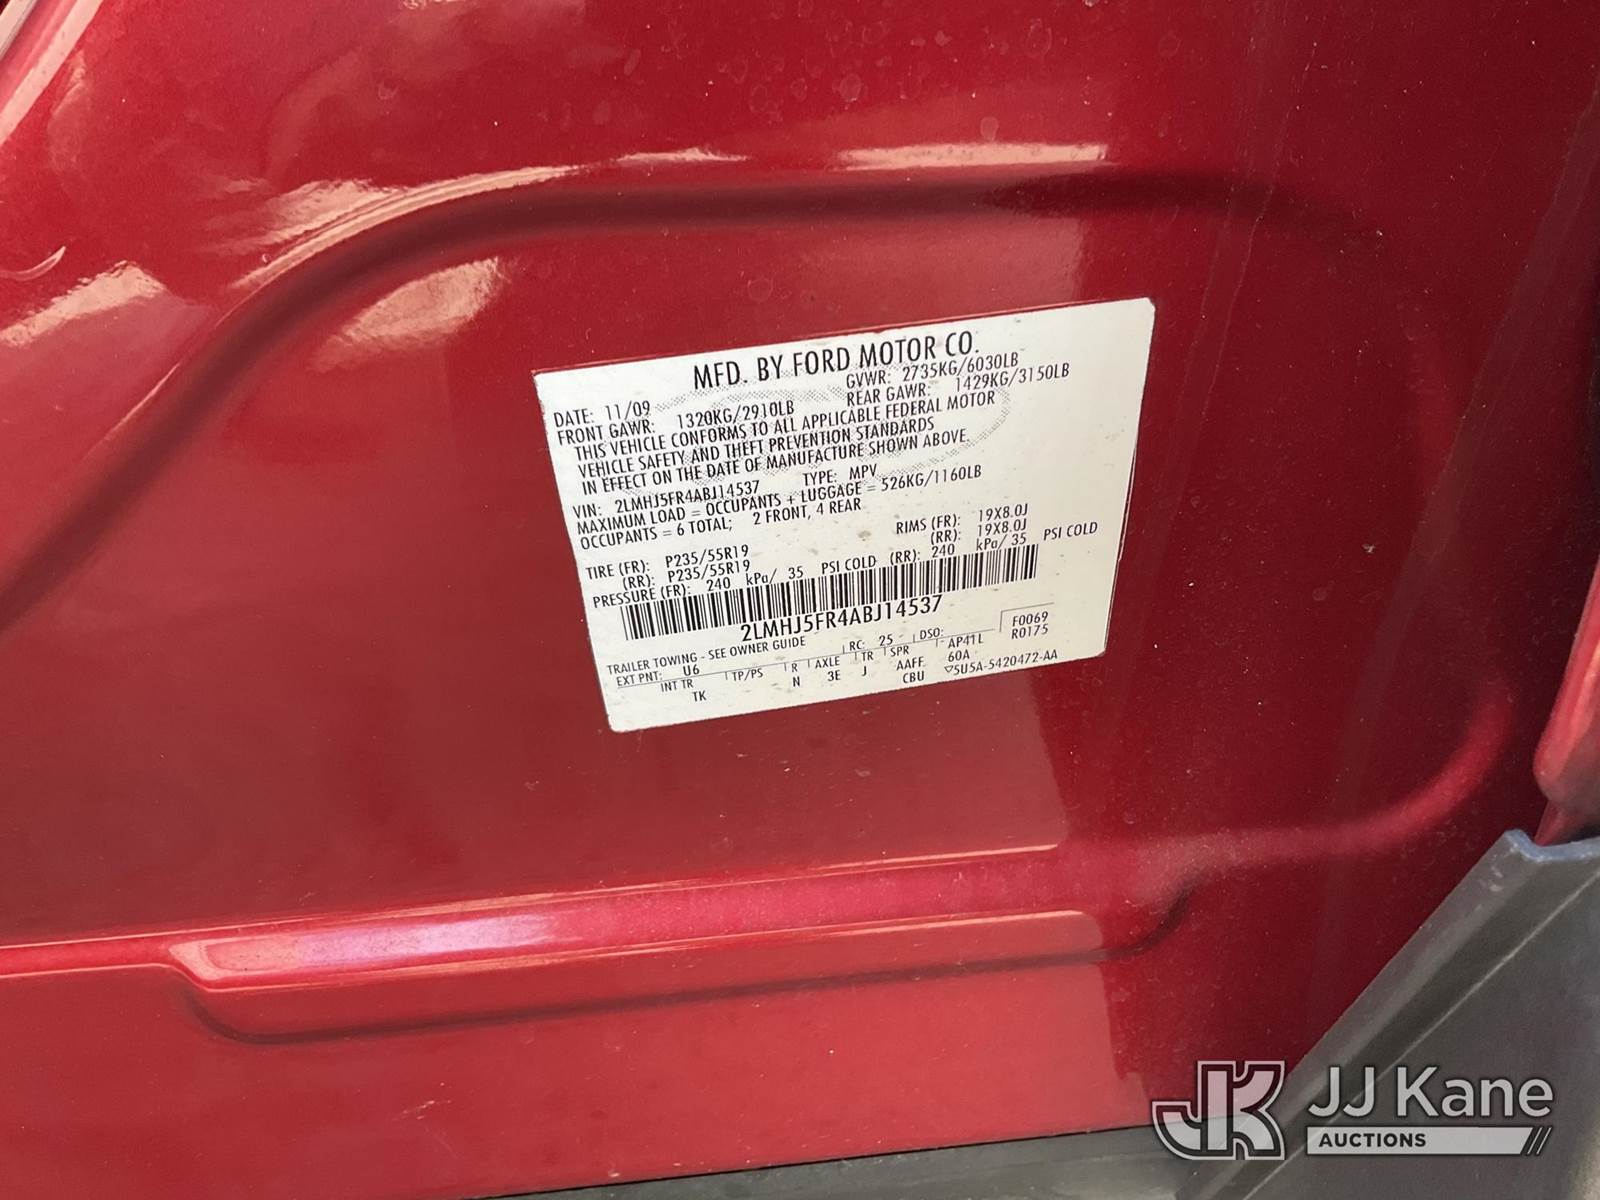 MFD. BY FORD MOTOR CO.
DATE: 11/09 GVWR: 2735KG/6030LB
FRONT GAWR: 1320KG/2910LB REAR GAWR: 1429KG/3150LB
THIS VEHICLE CONFORMS TO ALL APPLICABLE FEDERAL MOTOR
VEHICLE SAFETY AND THEFT PREVENTION STANDARDS
IN EFFECT ON THE DATE OF MANUFACTURE SHOWN ABOVE.
VIN: 2LMHJ5FR4ABJ14537 TYPE: MPV
MAXIMUM LOAD = OCCUPANTS + LUGGAGE = 526KG/1160LB
OCCUPANTS = 6 TOTAL; 2 FRONT, 4 REAR
TIRE (FR): P235/55R19 RIMS (FR): 19X8.0J
(RR): P235/55R19 (RR): 19X8.0J
PRESSURE (FR): 240 kPa/ 35 PSI COLD (RR): 240 kPa/ 35 PSI COLD
2LMHJ5FR4ABJ14537
TRAILER TOWING - SEE OWNER GUIDE F0069
EXT PNT: U6 RC: 25 DSO: AP41L R0175
INT TR TP/PS R AXLE TR SPR 60A
TK N 3E J AAFF
CBU 5U5A-5420472-AA
JK JJ Kane
AUCTIONS